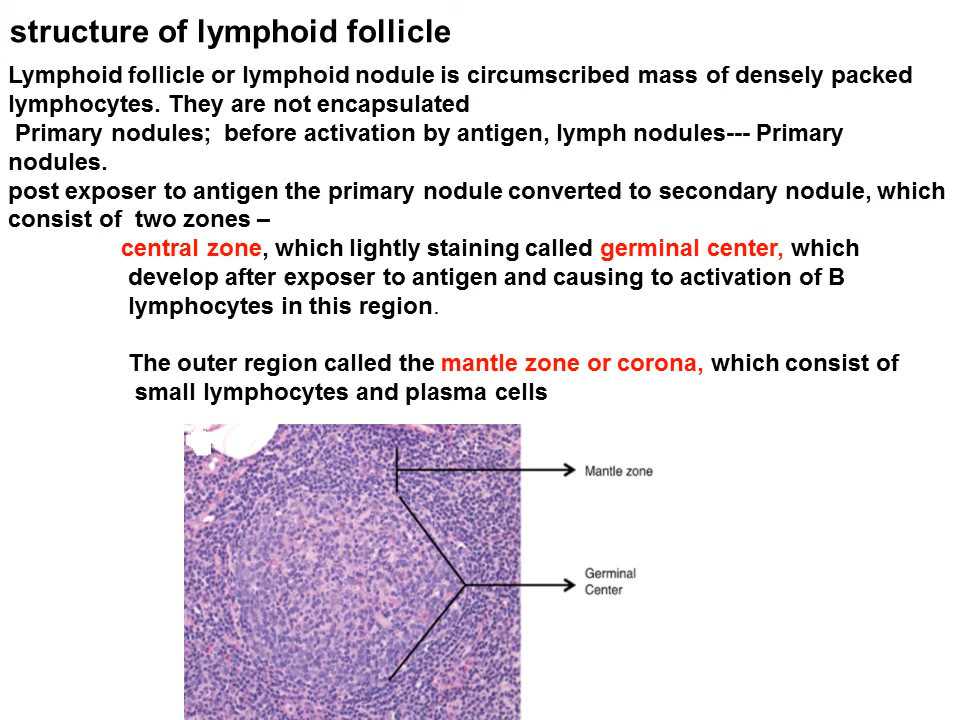 structure of lymphoid follicle
Lymphoid follicle or lymphoid nodule is circumscribed mass of densely packed
lymphocytes. They are not encapsulated
Primary nodules; before activation by antigen, lymph nodules--- Primary
nodules.
post exposer to antigen the primary nodule converted to secondary nodule, which
consist of two zones –
central zone, which lightly staining called germinal center, which
develop after exposer to antigen and causing to activation of B
lymphocytes in this region.
The outer region called the mantle zone or corona, which consist of
small lymphocytes and plasma cells
Mantle zone
Germinal
Center